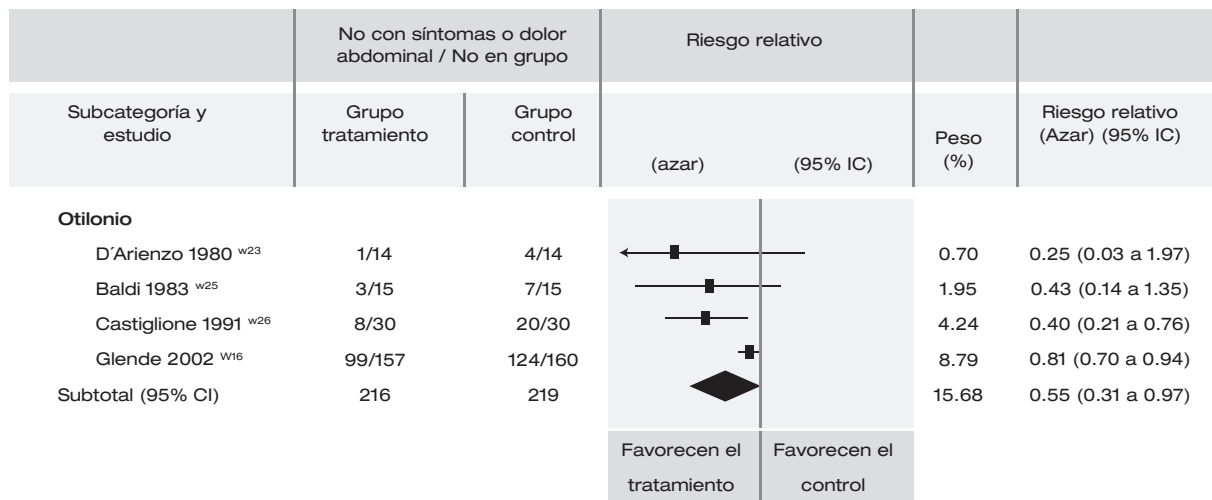 No con síntomas o dolor
abdominal / No en grupo
Riesgo relativo
Subcategoría y
estudio
Grupo
tratamiento
Grupo
control
(azar) (95% IC)
Peso
(%)
Riesgo relativo
(Azar) (95% IC)
Otilonio
D´Arienzo 1980 w23 1/14 4/14 0.70 0.25 (0.03 a 1.97)
Baldi 1983 w25 3/15 7/15 1.95 0.43 (0.14 a 1.35)
Castiglione 1991 w26 8/30 20/30 4.24 0.40 (0.21 a 0.76)
Glende 2002 W16 99/157 124/160 8.79 0.81 (0.70 a 0.94)
Subtotal (95% CI) 216 219 15.68 0.55 (0.31 a 0.97)
Favorecen el
tratamiento
Favorecen el
control